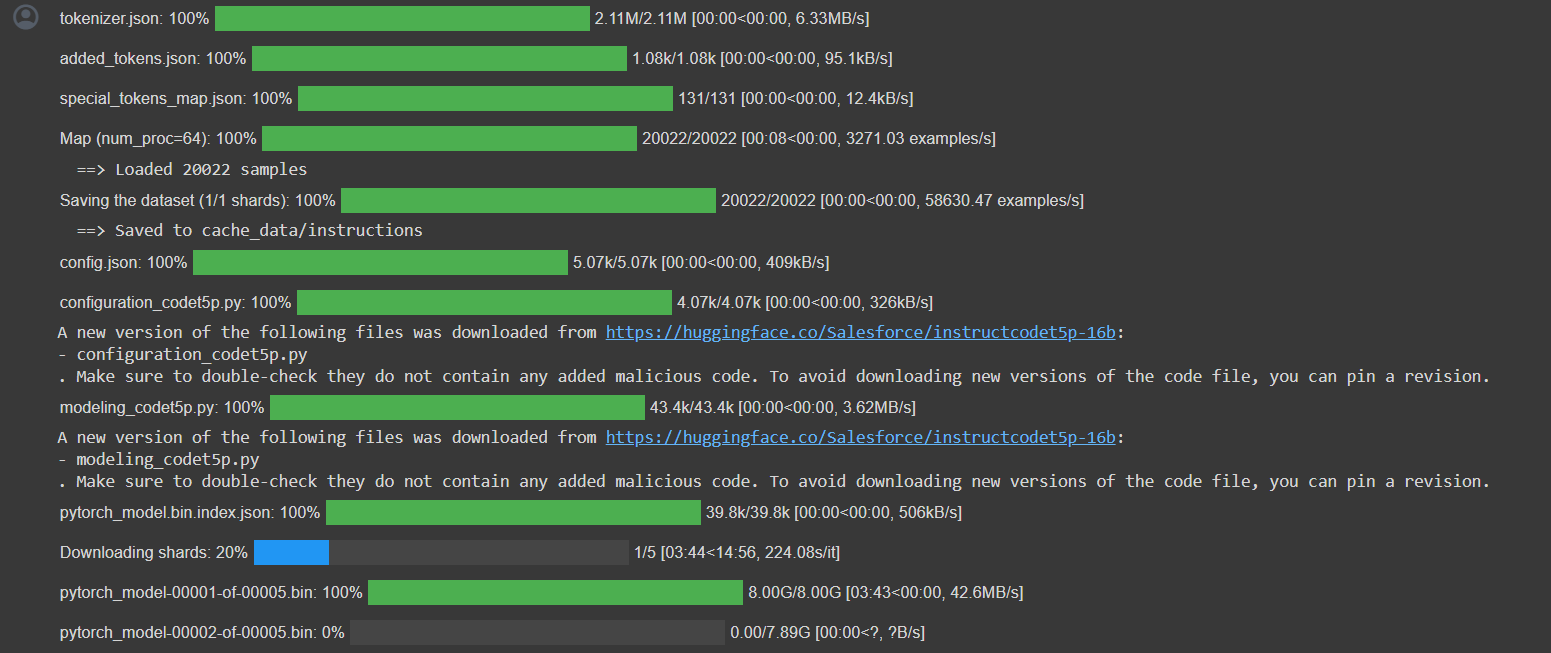 tokenizer.json: 100% 2.11M/2.11M [00:00<00:00, 6.33MB/s]
added_tokens.json: 100% 1.08k/1.08k [00:00<00:00, 95.1kB/s]
special_tokens_map.json: 100% 131/131 [00:00<00:00, 12.4kB/s]
Map (num_proc=64): 100% 20022/20022 [00:08<00:00, 3271.03 examples/s]
==> Loaded 20022 samples
Saving the dataset (1/1 shards): 100% 20022/20022 [00:00<00:00, 58630.47 examples/s]
==> Saved to cache_data/instructions
config.json: 100% 5.07k/5.07k [00:00<00:00, 409kB/s]
configuration_codet5p.py: 100% 4.07k/4.07k [00:00<00:00, 326kB/s]
A new version of the following files was downloaded from https://huggingface.co/Salesforce/instructcodet5p-16b:
- configuration_codet5p.py
. Make sure to double-check they do not contain any added malicious code. To avoid downloading new versions of the code file, you can pin a revision.
modeling_codet5p.py: 100% 43.4k/43.4k [00:00<00:00, 3.62MB/s]
A new version of the following files was downloaded from https://huggingface.co/Salesforce/instructcodet5p-16b:
- modeling_codet5p.py
. Make sure to double-check they do not contain any added malicious code. To avoid downloading new versions of the code file, you can pin a revision.
pytorch_model.bin.index.json: 100% 39.8k/39.8k [00:00<00:00, 506kB/s]
Downloading shards: 20% 1/5 [03:44<14:56, 224.08s/it]
pytorch_model-00001-of-00005.bin: 100% 8.00G/8.00G [03:43<00:00, 42.6MB/s]
pytorch_model-00002-of-00005.bin: 0% 0.00/7.89G [00:00<?, ?B/s]